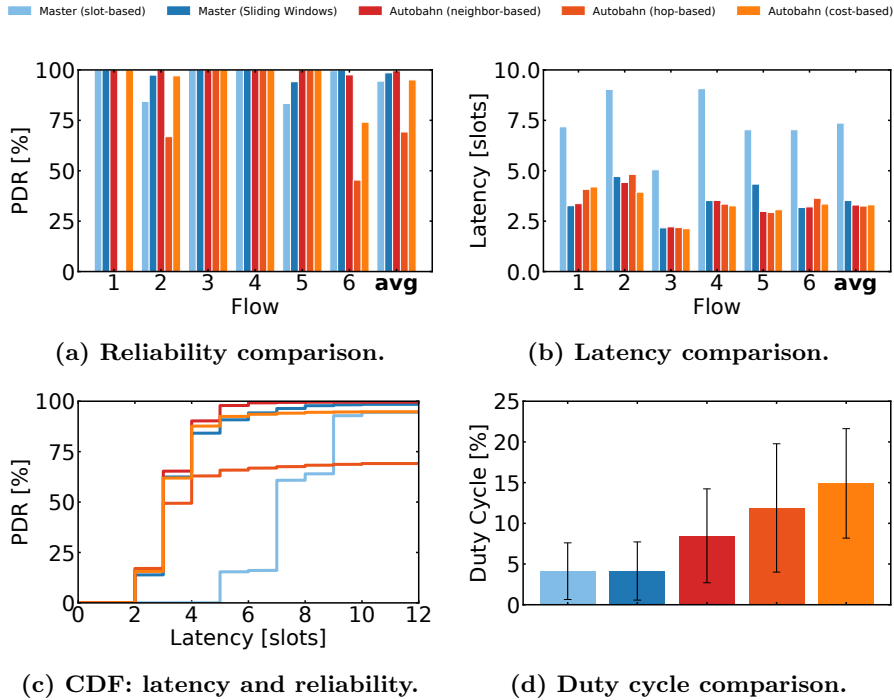 Master (slot-based) Master (Sliding Windows) Autobahn (neighbor-based) Autobahn (hop-based) Autobahn (cost-based)
PDR [%]
100
75
50
25
0
1 2 3 4 5 6 avg
Flow
(a) Reliability comparison.
Latency [slots]
10.0
7.5
5.0
2.5
0.0
1 2 3 4 5 6 avg
Flow
(b) Latency comparison.
PDR [%]
100
75
50
25
0
0 2 4 6 8 10 12
Latency [slots]
(c) CDF: latency and reliability.
Duty Cycle [%]
25
20
15
10
5
0
(d) Duty cycle comparison.